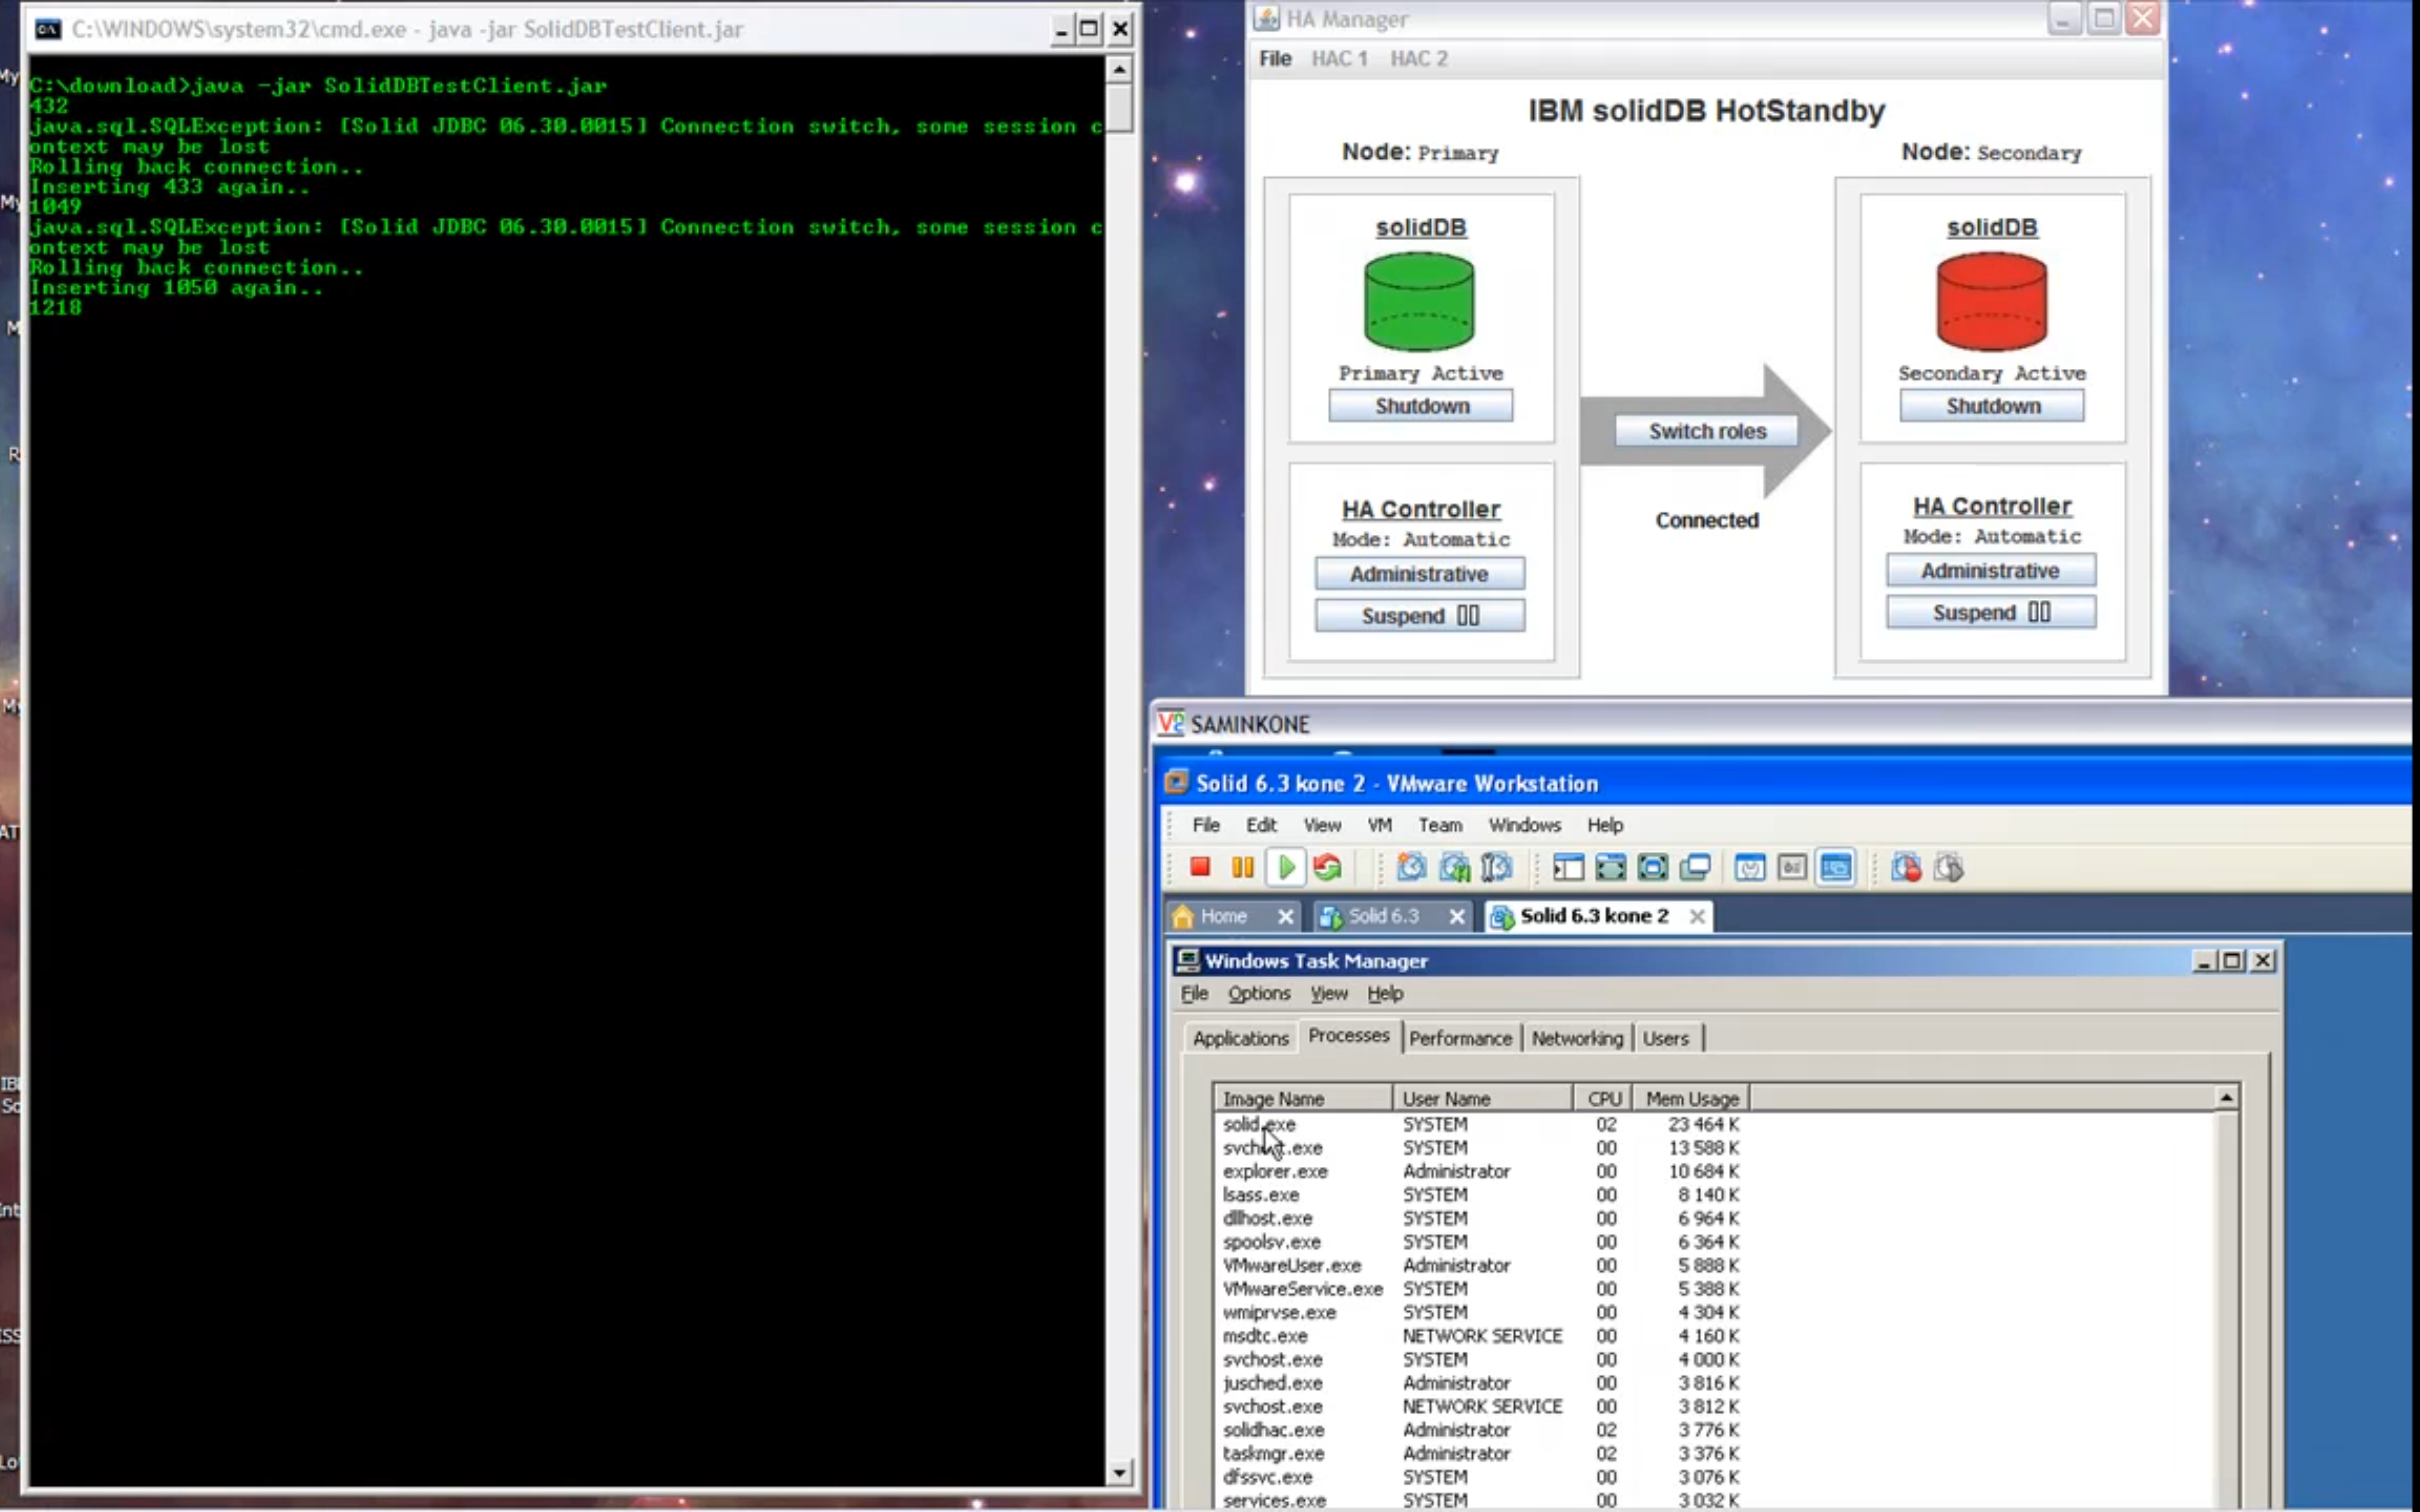 C:\WINDOWS\system32\cmd.exe - java -jar SolidDBTestClient.jar
C:\download>java -jar SolidDBTestClient.jar
432
java.sql.SQLException: [Solid JDBC 06.30.0015] Connection switch, some session c
ontext may be lost
Rolling back connection..
Inserting 433 again..
1049
java.sql.SQLException: [Solid JDBC 06.30.0015] Connection switch, some session c
ontext may be lost
Rolling back connection..
Inserting 1050 again..
1218
HA Manager
File HAC 1 HAC 2
IBM solidDB HotStandby
Node: Primary
Node: Secondary
solidDB
Primary Active
Shutdown
solidDB
Secondary Active
Shutdown
Switch roles
Connected
HA Controller
Mode: Automatic
Administrative
Suspend
HA Controller
Mode: Automatic
Administrative
Suspend
SAMINKONE
Solid 6.3 kone 2 - VMware Workstation
File Edit View VM Team Windows Help
Home Solid 6.3 Solid 6.3 kone 2
Windows Task Manager
File Options View Help
Applications Processes Performance Networking Users
Image Name User Name CPU Mem Usage
solid.exe SYSTEM 02 23 464 K
svchost.exe SYSTEM 00 13 588 K
explorer.exe Administrator 00 10 684 K
lsass.exe SYSTEM 00 8 140 K
dllhost.exe SYSTEM 00 6 964 K
spoolsv.exe SYSTEM 00 6 364 K
VMwareUser.exe Administrator 00 5 888 K
VMwareService.exe SYSTEM 00 5 388 K
wmiprvse.exe SYSTEM 00 4 304 K
msdtc.exe NETWORK SERVICE 00 4 160 K
svchost.exe SYSTEM 00 4 000 K
jusched.exe Administrator 00 3 816 K
svchost.exe NETWORK SERVICE 00 3 812 K
solidhac.exe Administrator 02 3 776 K
taskmgr.exe Administrator 02 3 376 K
dfssvc.exe SYSTEM 00 3 076 K
services.exe SYSTEM 00 3 032 K